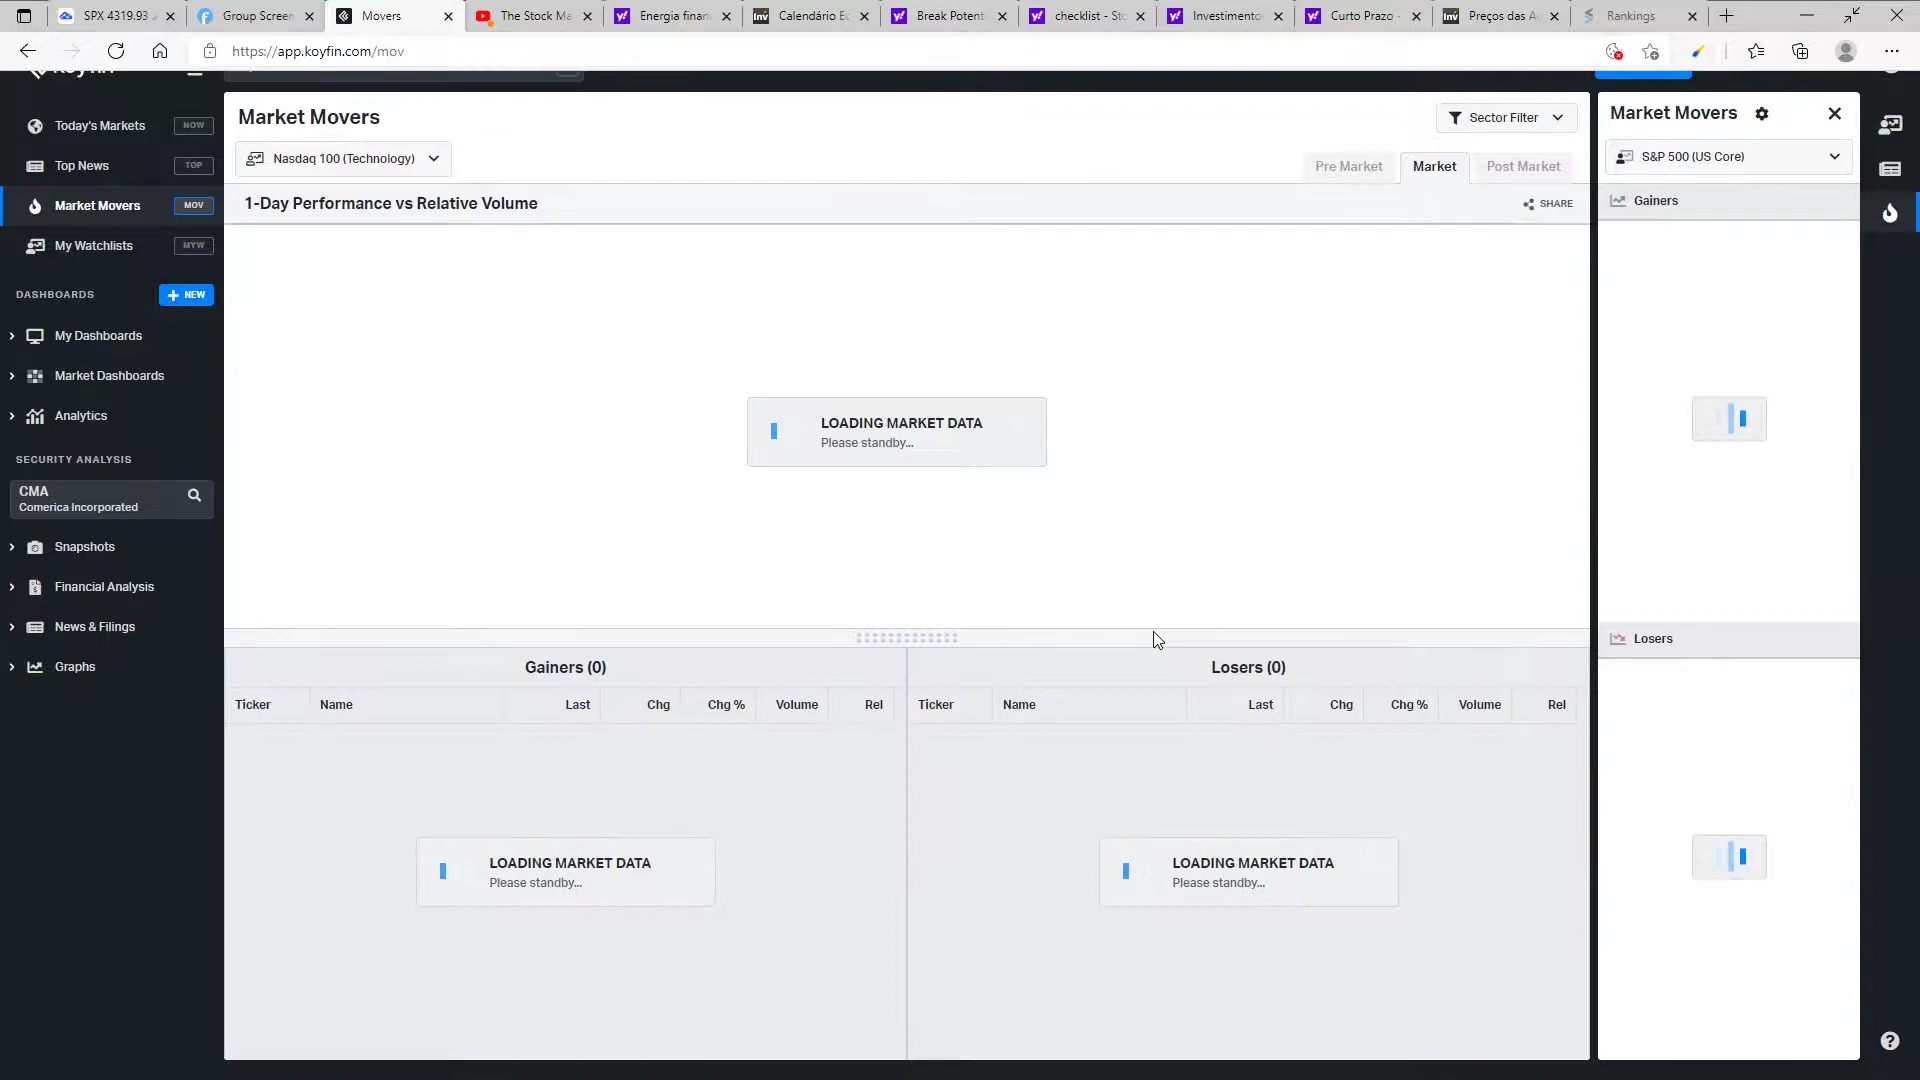 SPX 4319.93
Group Screen
Movers
The Stock Ma
Energia finan
Calendário Ec
Break Potent
checklist - Sto
Investimento
Curto Prazo -
Preços das A
Rankings
https://app.koyfin.com/mov
Today's Markets NOW
Top News TOP
Market Movers MOV
My Watchlists MYW
DASHBOARDS
NEW
My Dashboards
Market Dashboards
Analytics
SECURITY ANALYSIS
CMA
Comerica Incorporated
Snapshots
Financial Analysis
News & Filings
Graphs
Market Movers
Sector Filter
Nasdaq 100 (Technology)
Pre Market
Market
Post Market
1-Day Performance vs Relative Volume
SHARE
LOADING MARKET DATA
Please standby...
Gainers (0)
Ticker Name Last Chg Chg % Volume Rel
LOADING MARKET DATA
Please standby...
Losers (0)
Ticker Name Last Chg Chg % Volume Rel
LOADING MARKET DATA
Please standby...
Market Movers
S&P 500 (US Core)
Gainers
Losers